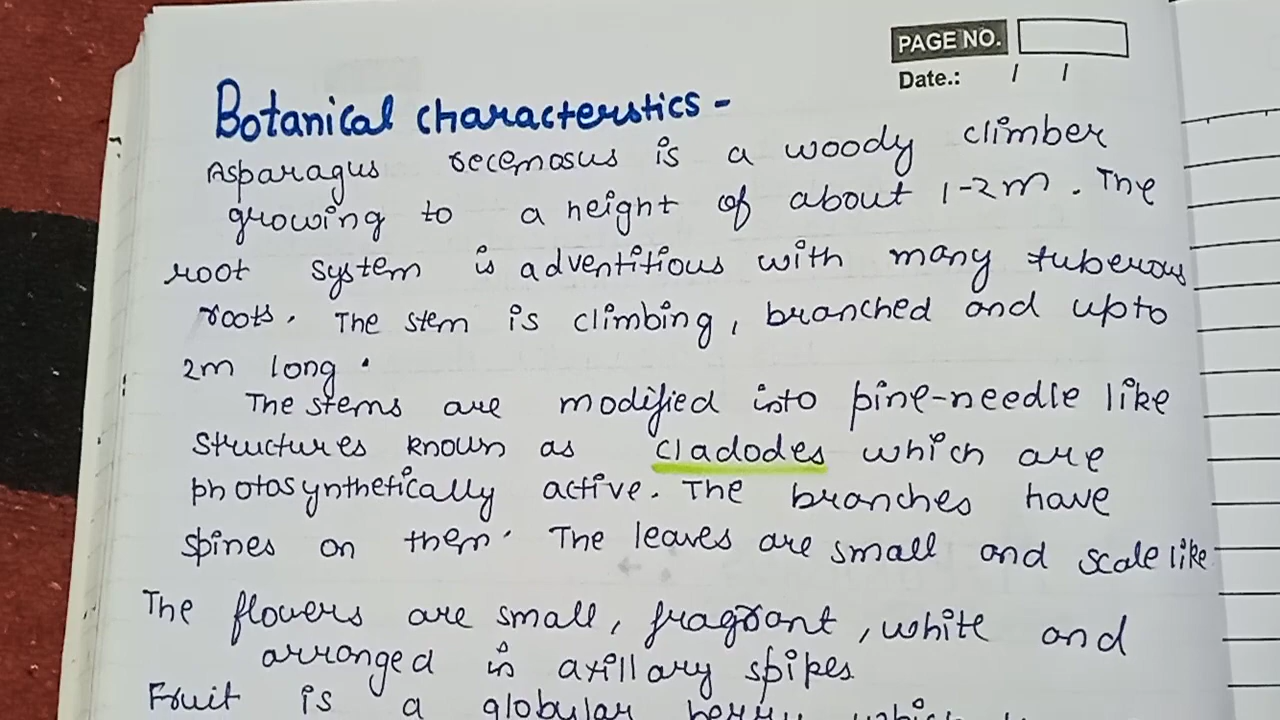 PAGE NO.
Date.: / /
Botanical characterstics -
Asparagus recemosus is a woody climber
growing to a height of about 1-2m. The
root system is adventitious with many tuberous
roots. The stem is climbing, branched and upto
2m long.
The stems are modified into pine-needle like
structures known as cladodes which are
photosynthetically active. The branches have
spines on them. The leaves are small and scale like
The flowers are small, fragrant, white and
arranged in axillary spikes
Fruit is a globular berry which